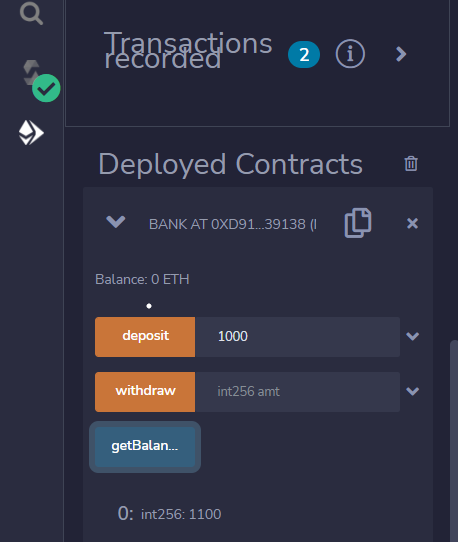 Transactions
recorded
2
i
Deployed Contracts
BANK AT 0XD91...39138 (
Balance: 0 ETH
deposit
1000
withdraw
int256 amt
getBalan...
0: int256: 1100